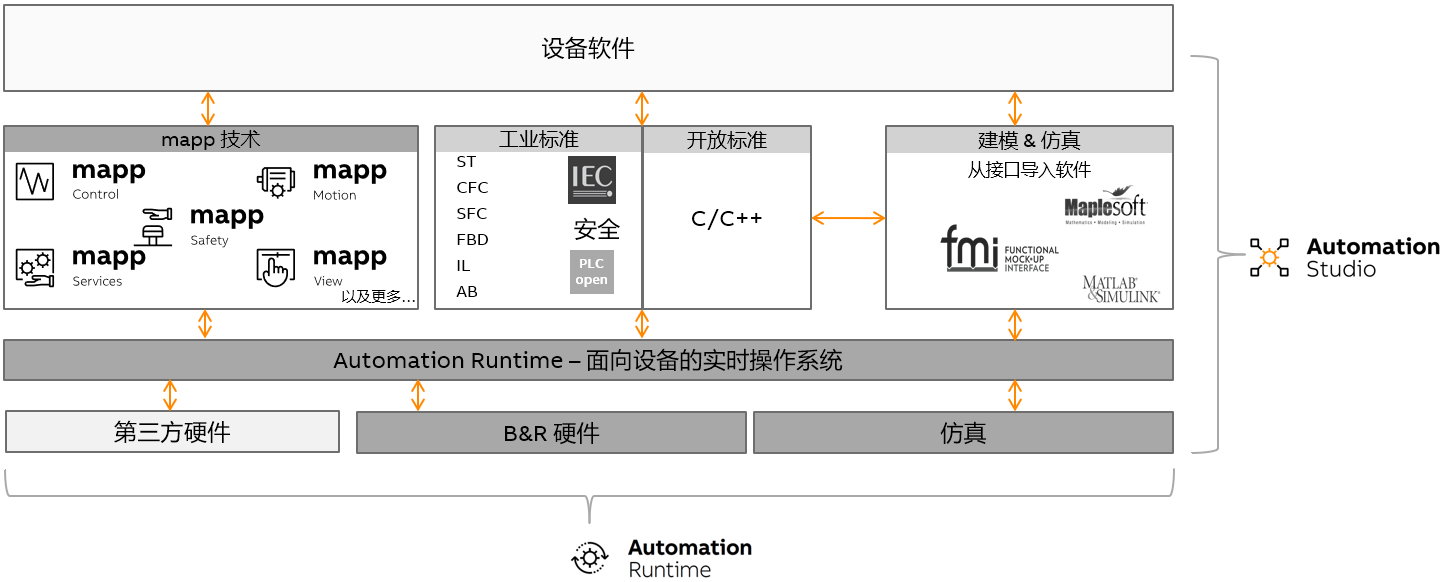 设备软件
mapp 技术
mapp
Control
mapp
Motion
mapp
Safety
mapp
Services
mapp
View
以及更多...
工业标准
ST
CFC
SFC
FBD
IL
AB
IEC
安全
PLC
open
开放标准
C/C++
建模 & 仿真
从接口导入软件
Maplesoft
Mathematics • Modeling • Simulation
fmi
FUNCTIONAL
MOCK-UP
INTERFACE
MATLAB
&SIMULINK®
Automation
Studio
Automation Runtime – 面向设备的实时操作系统
第三方硬件
B&R 硬件
仿真
Automation
Runtime